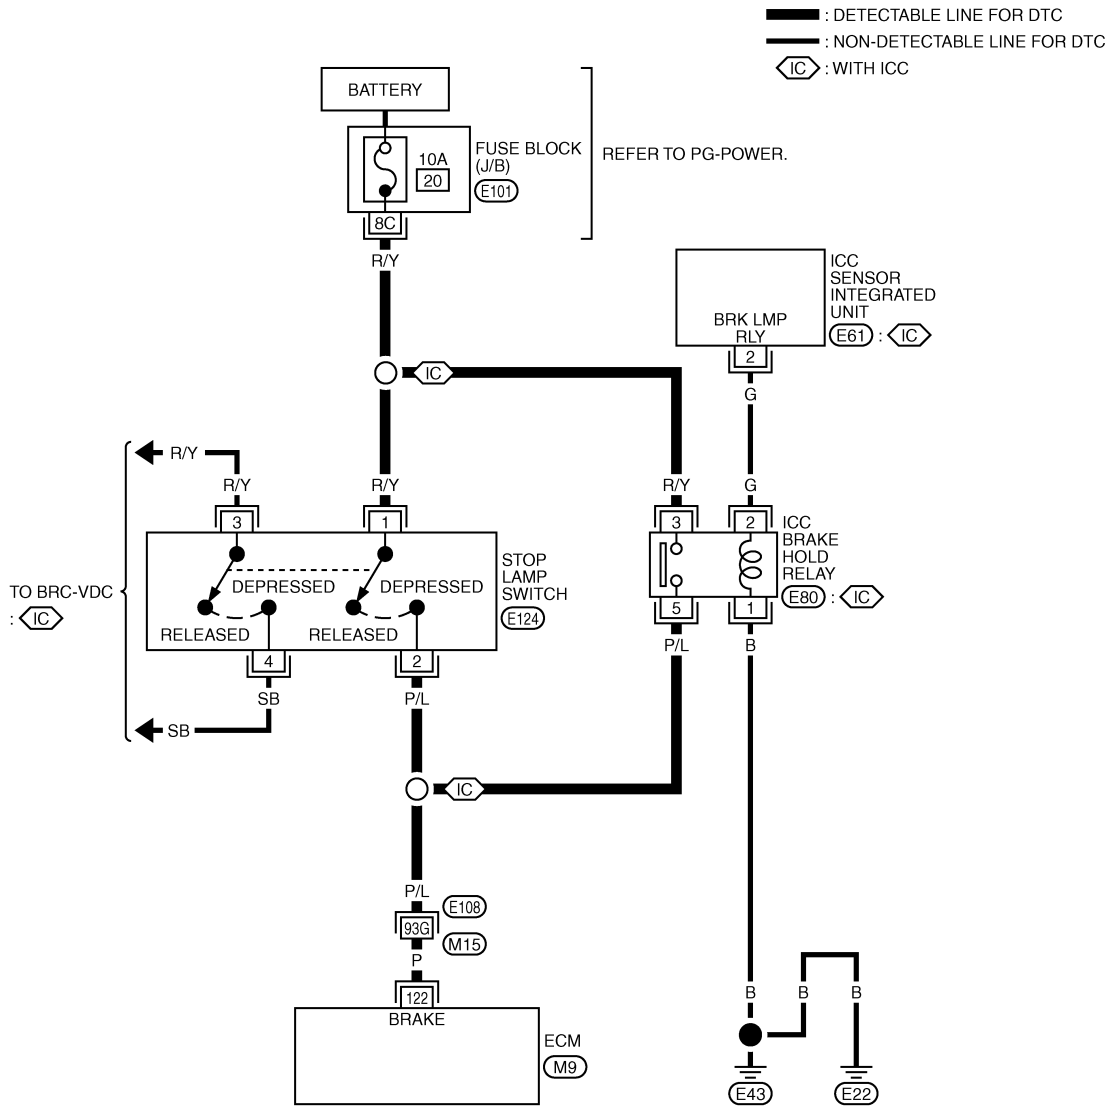 : DETECTABLE LINE FOR DTC
: NON-DETECTABLE LINE FOR DTC
IC : WITH ICC
BATTERY
FUSE BLOCK
(J/B)
E101
10A
20
REFER TO PG-POWER.
8C
R/Y
ICC
SENSOR
INTEGRATED
UNIT
E61 : IC
BRK LMP
RLY
2
G
IC
R/Y
R/Y
R/Y
R/Y
G
3
1
3
2
ICC
BRAKE
HOLD
RELAY
E80 : IC
STOP
LAMP
SWITCH
E124
DEPRESSED
DEPRESSED
RELEASED
RELEASED
TO BRC-VDC
: IC
4
2
5
1
SB
P/L
P/L
B
SB
IC
P/L
E108
93G
M15
P
122
BRAKE
ECM
M9
B
B
B
E43
E22